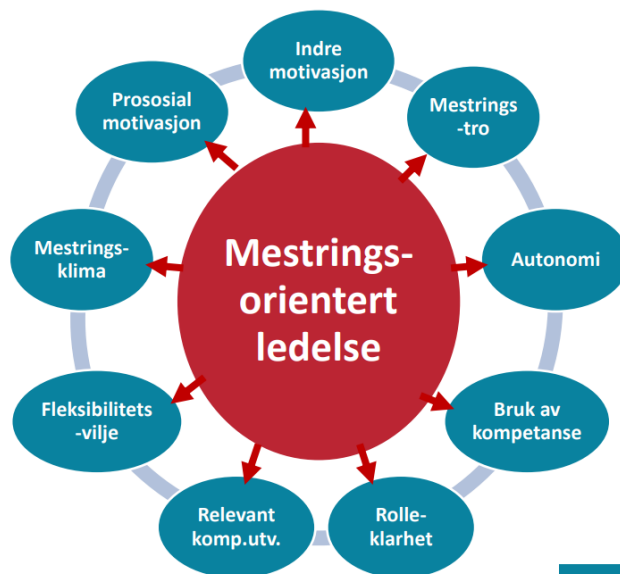 Indre
motivasjon
Mestrings
-tro
Autonomi
Bruk av
kompetanse
Rolle-
klarhet
Relevant
komp.utv.
Fleksibilitets
-vilje
Mestrings-
klima
Prososial
motivasjon
Mestrings-
orientert
ledelse